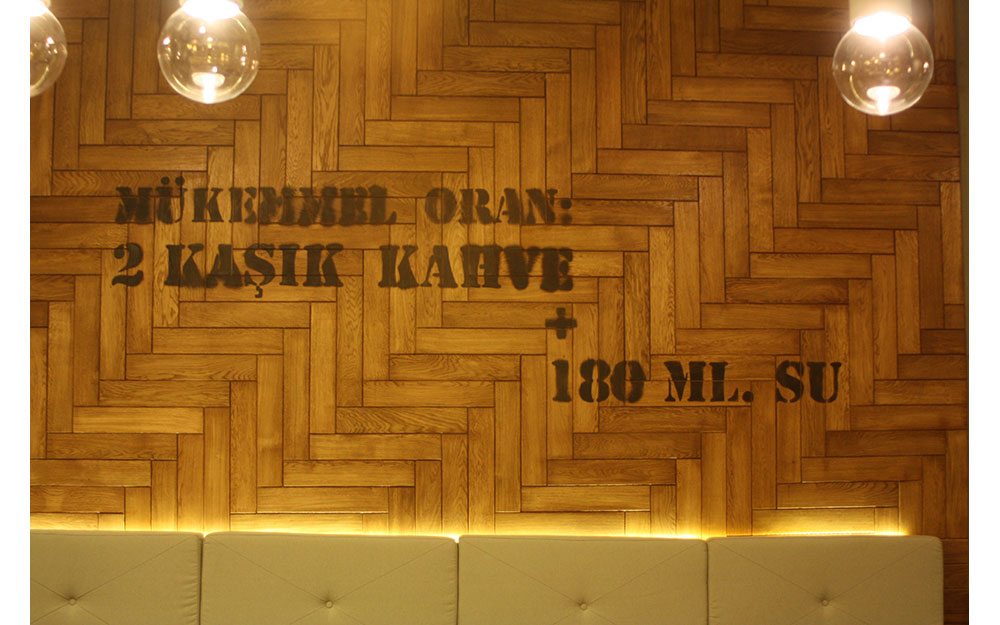 MÜKEMMEL ORAN:
2 KAŞIK KAHVE
+
180 ML. SU